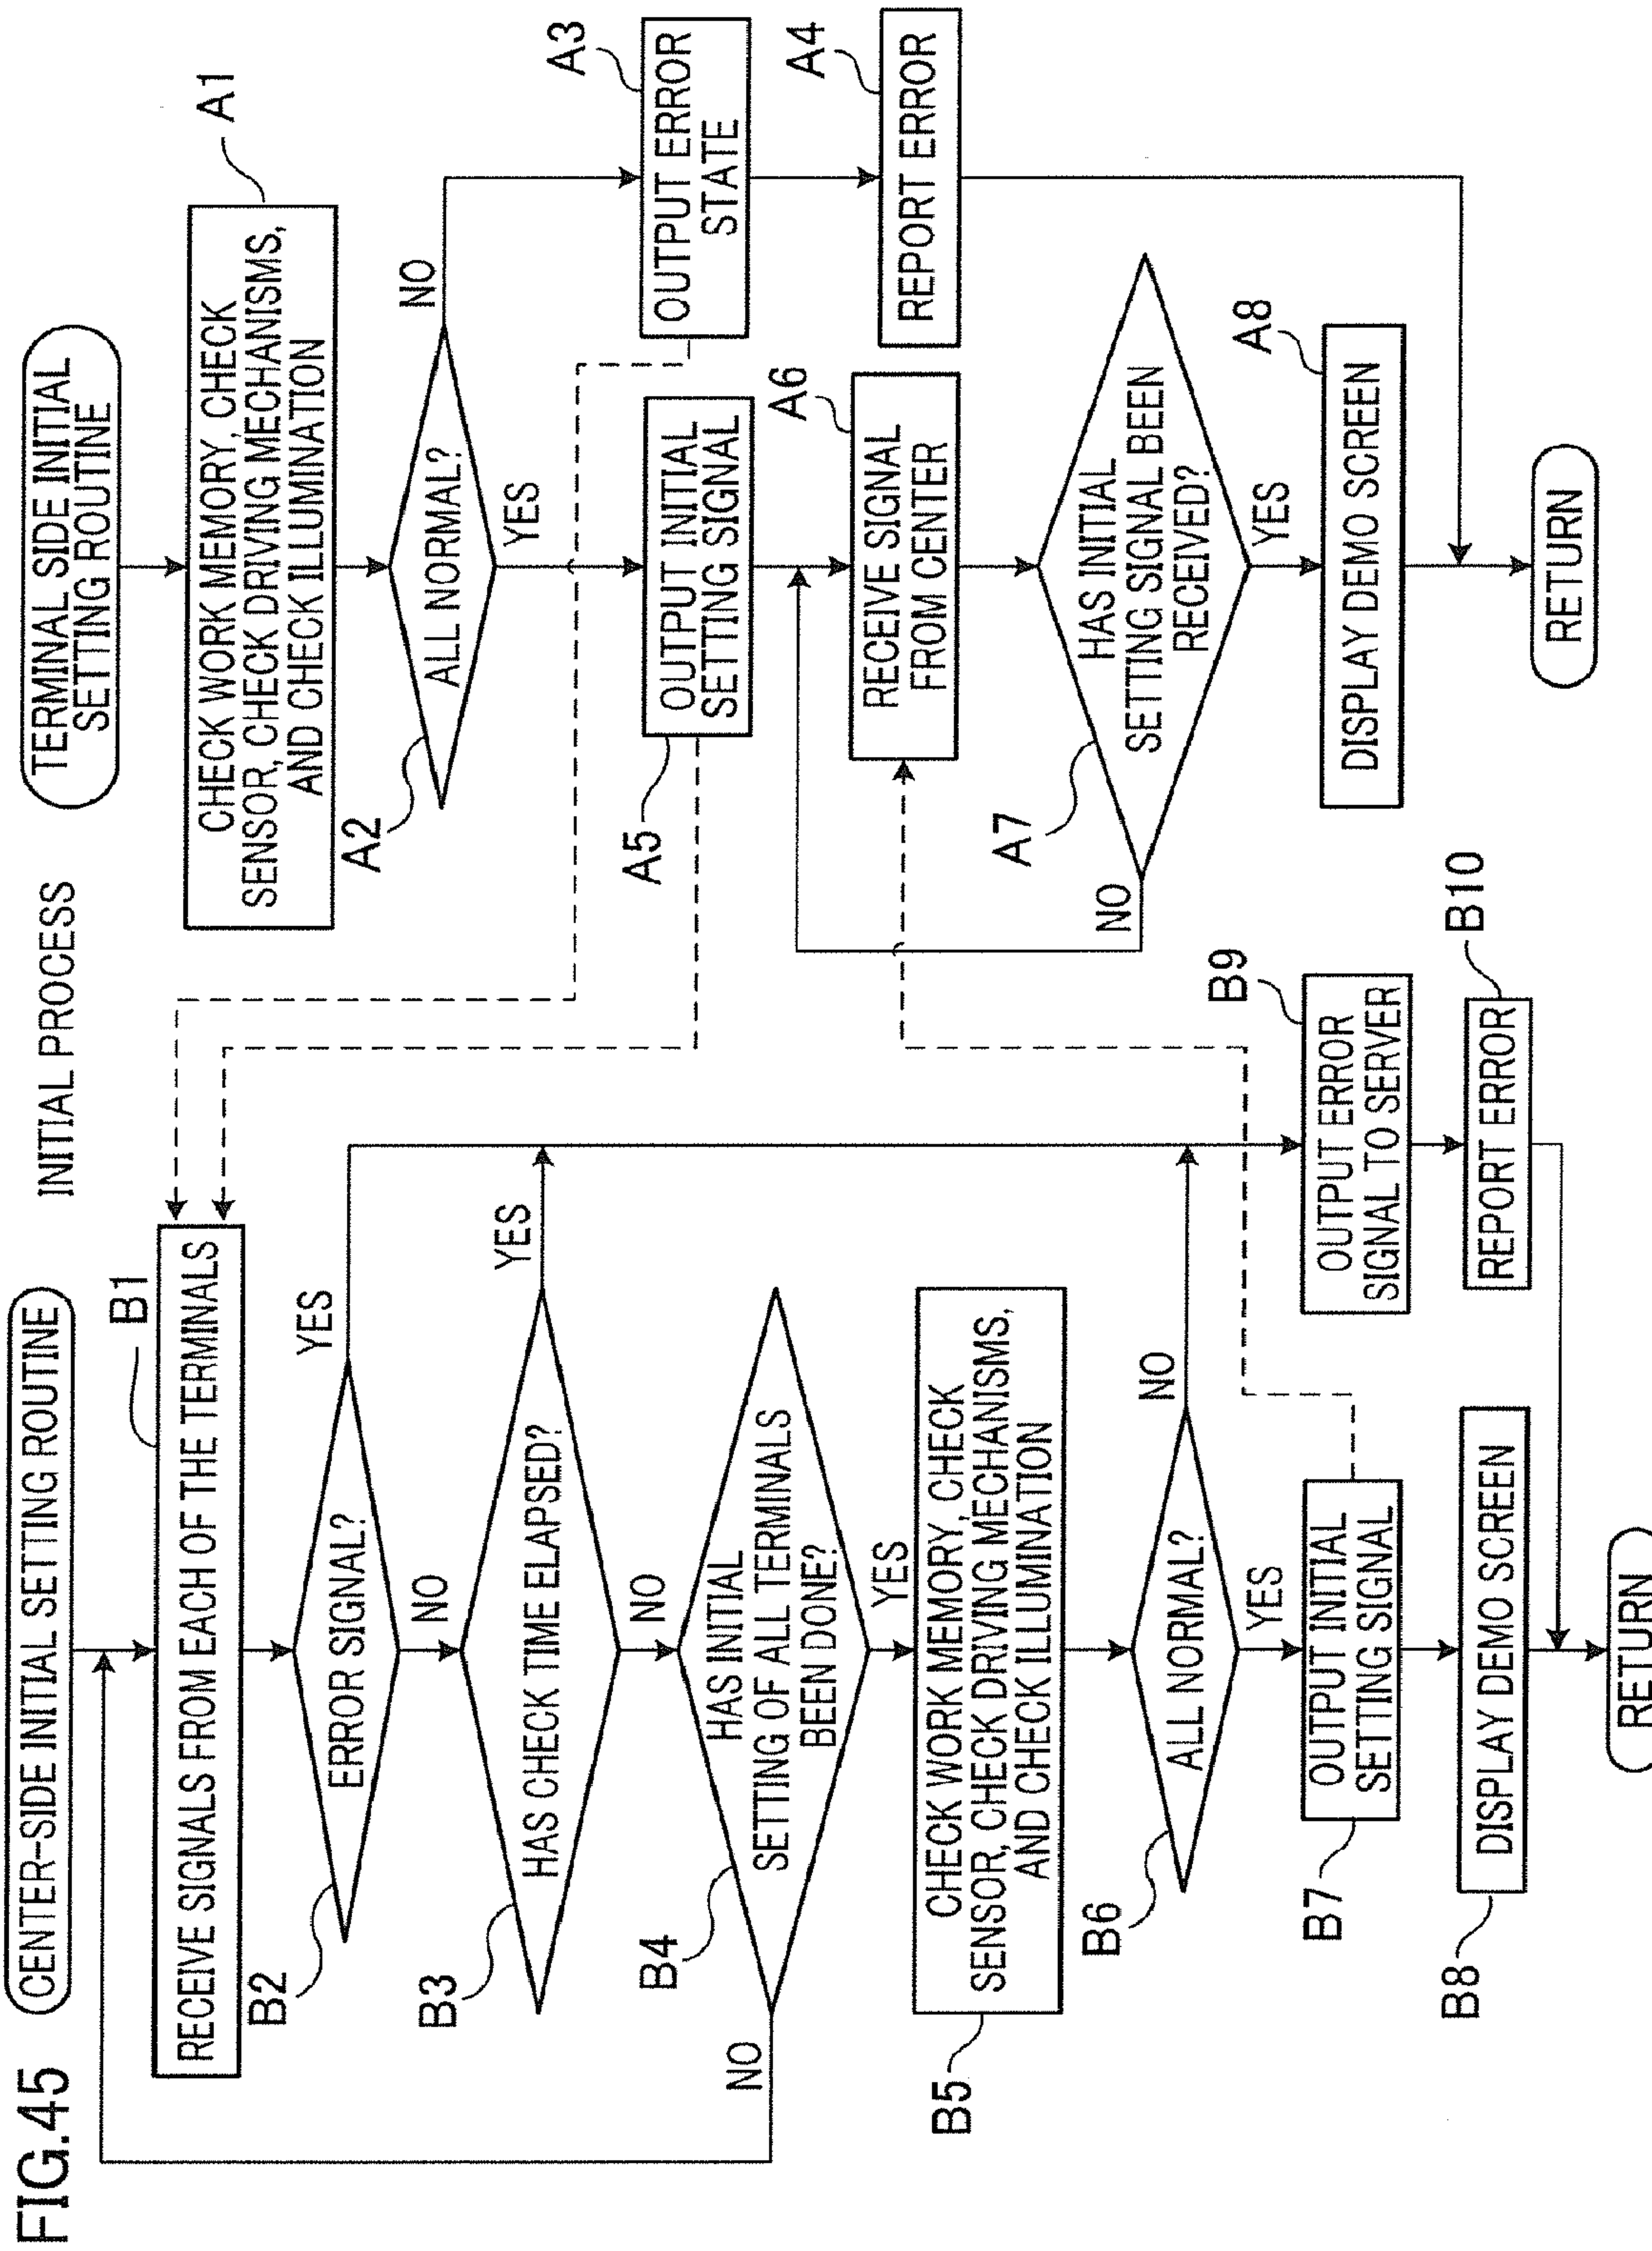 FIG.45
INITIAL PROCESS
CENTER-SIDE INITIAL SETTING ROUTINE
B1
RECEIVE SIGNALS FROM EACH OF THE TERMINALS
B2
ERROR SIGNAL?
YES
NO
B3
HAS CHECK TIME ELAPSED?
YES
NO
B4
HAS INITIAL
SETTING OF ALL TERMINALS
BEEN DONE?
NO
YES
B5
CHECK WORK MEMORY, CHECK
SENSOR, CHECK DRIVING MECHANISMS,
AND CHECK ILLUMINATION
B6
ALL NORMAL?
NO
YES
B7
OUTPUT INITIAL
SETTING SIGNAL
B8
DISPLAY DEMO SCREEN
B9
OUTPUT ERROR
SIGNAL TO SERVER
B10
REPORT ERROR
RETURN
TERMINAL SIDE INITIAL
SETTING ROUTINE
A1
CHECK WORK MEMORY, CHECK
SENSOR, CHECK DRIVING MECHANISMS,
AND CHECK ILLUMINATION
A2
ALL NORMAL?
NO
YES
A3
OUTPUT ERROR
STATE
A4
REPORT ERROR
A5
OUTPUT INITIAL
SETTING SIGNAL
A6
RECEIVE SIGNAL
FROM CENTER
A7
HAS INITIAL
SETTING SIGNAL BEEN
RECEIVED?
NO
YES
A8
DISPLAY DEMO SCREEN
RETURN